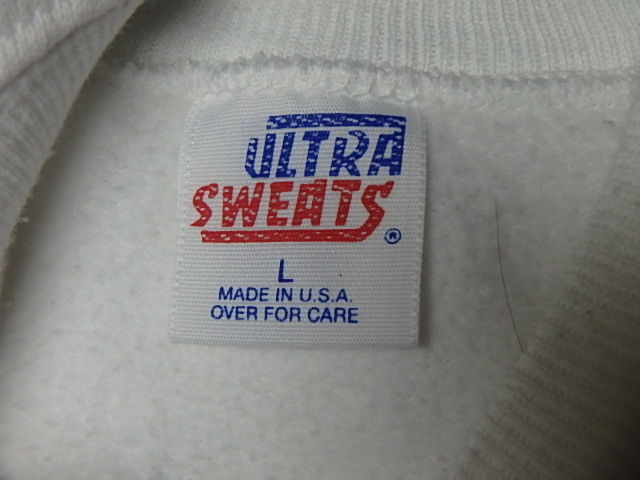 ULTRA
SWEATS®
L
MADE IN U.S.A.
OVER FOR CARE